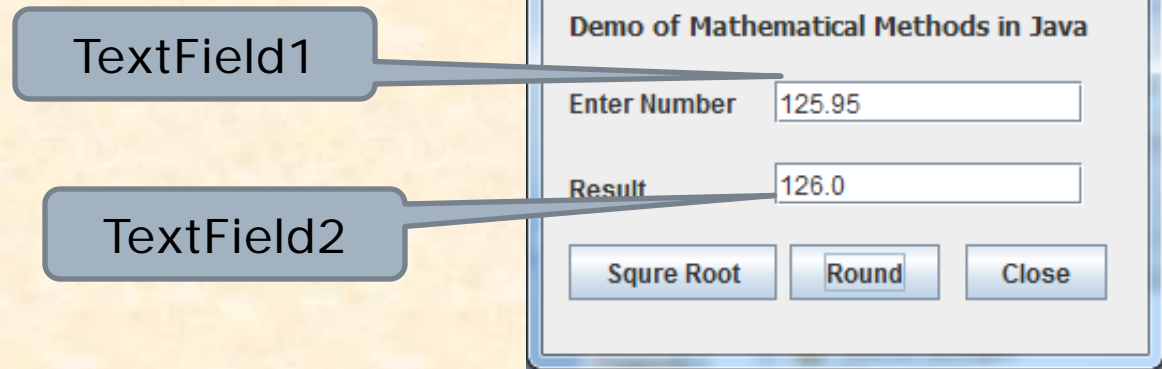 TextField1
Demo of Mathematical Methods in Java
Enter Number 125.95
TextField2
Result 126.0
Squre Root Round Close